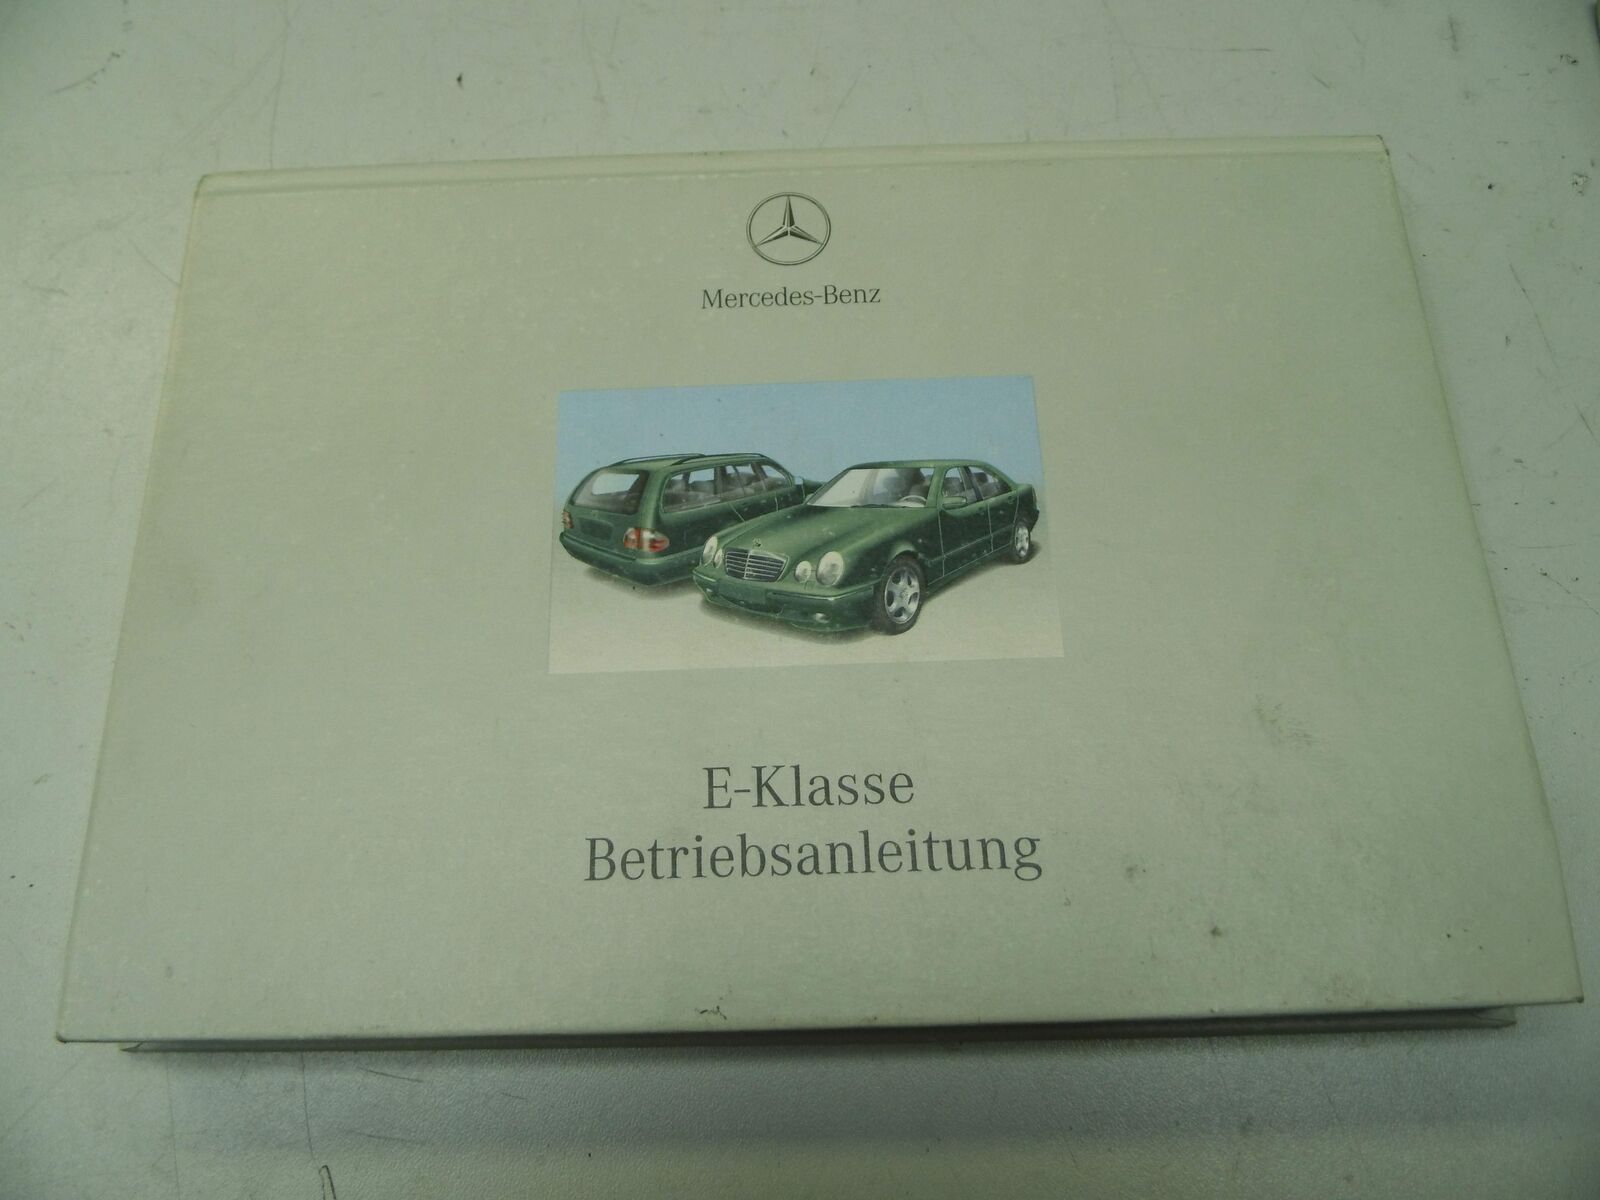 Mercedes-Benz
E-Klasse
Betriebsanleitung